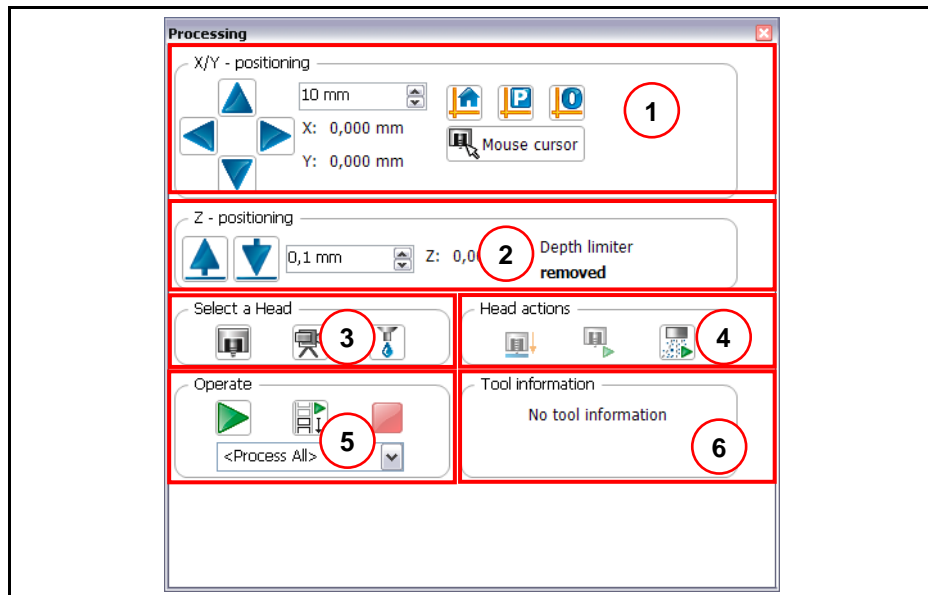 Processing
X/Y - positioning
10 mm
X: 0,000 mm
Y: 0,000 mm
P
0
Mouse cursor
1
Z - positioning
0,1 mm
Z:
2
Depth limiter
removed
Select a Head
3
Head actions
4
Operate
<Process All>
5
Tool information
No tool information
6